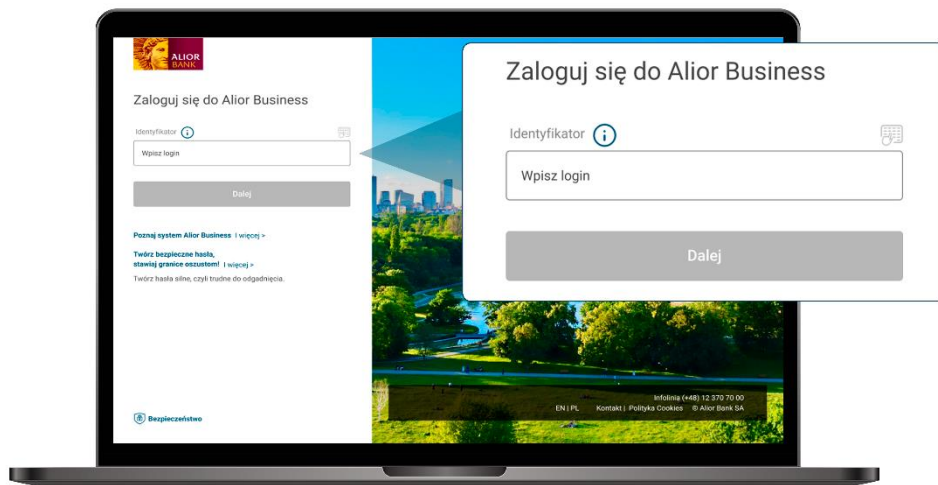 ALIOR
BANK
Zaloguj się do Alior Business
Identyfikator
Wpisz login
Dalej
Poznaj system Alior Business | więcej >
Twórz bezpieczne hasła,
stawiaj granice oszustom! | więcej >
Twórz hasła silne, czyli trudne do odgadnięcia.
Bezpieczeństwo
Infolinia (+48) 12 370 70 00
EN | PL Kontakt | Polityka Cookies © Alior Bank SA
Zaloguj się do Alior Business
Identyfikator
Wpisz login
Dalej